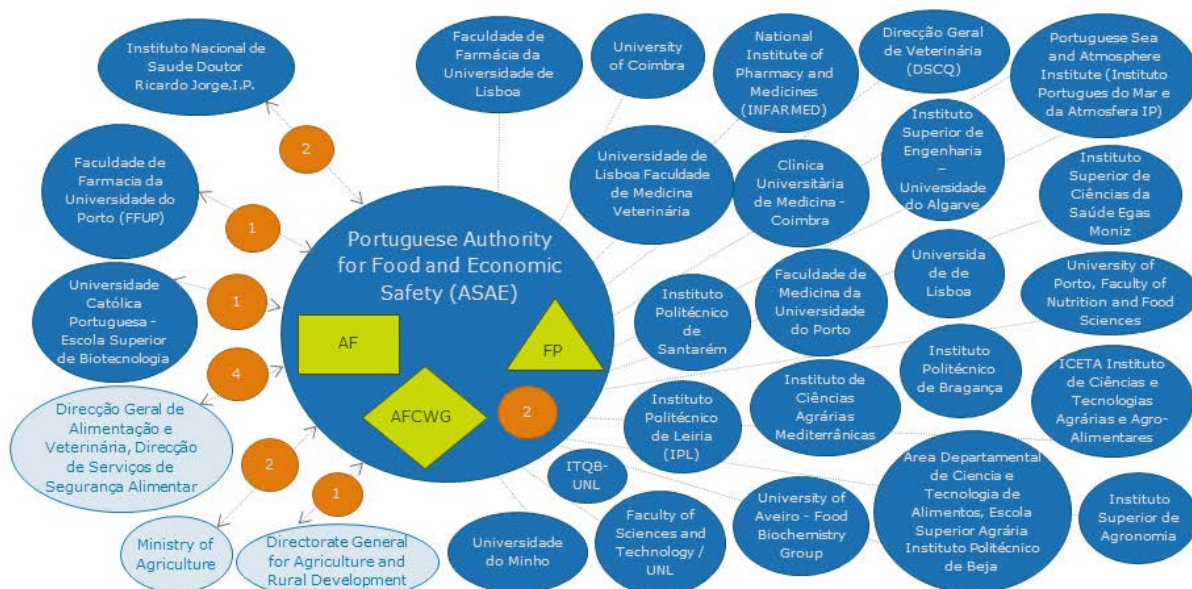 Instituto Nacional de
Saude Doutor
Ricardo Jorge,I.P.
2
Faculdade de
Farmacia da
Universidade do
Porto (FFUP)
1
Universidade
Católica
Portuguesa -
Escola Superior
de Biotecnologia
1
4
Direcção Geral de
Alimentação e
Veterinária, Direcção
de Serviços de
Segurança Alimentar
2
1
Ministry of
Agriculture
Directorate General
for Agriculture and
Rural Development
Portuguese Authority
for Food and Economic
Safety (ASAE)
AF
FP
AFCWG
2
Faculdade de
Farmácia da
Universidade de
Lisboa
University
of Coimbra
National
Institute of
Pharmacy and
Medicines
(INFARMED)
Direcção Geral
de Veterinária
(DSCQ)
Portuguese Sea
and Atmosphere
Institute (Instituto
Portugues do Mar e
da Atmosfera IP)
Universidade de
Lisboa Faculdade
de Medicina
Veterinária
Clínica
Universitària
de Medicina -
Coimbra
Instituto
Superior de
Engenharia
–
Universidade
do Algarve
Instituto
Superior de
Ciências da
Saúde Egas
Moniz
Instituto
Politécnico
de
Santarém
Faculdade de
Medicina da
Universidade
do Porto
Universida
de de
Lisboa
University of
Porto, Faculty of
Nutrition and Food
Sciences
Instituto
Politécnico
de Leiria
(IPL)
Instituto de
Ciências
Agrárias
Mediterrânicas
Instituto
Politécnico
de Bragança
ICETA Instituto
de Ciências e
Tecnologias
Agrárias e Agro-
Alimentares
ITQB-
UNL
Universidade
do Minho
Faculty of
Sciences and
Technology /
UNL
University of
Aveiro - Food
Biochemistry
Group
Area Departamental
de Ciencia e
Tecnologia de
Alimentos, Escola
Superior Agrária
Instituto Politécnico
de Beja
Instituto
Superior de
Agronomia